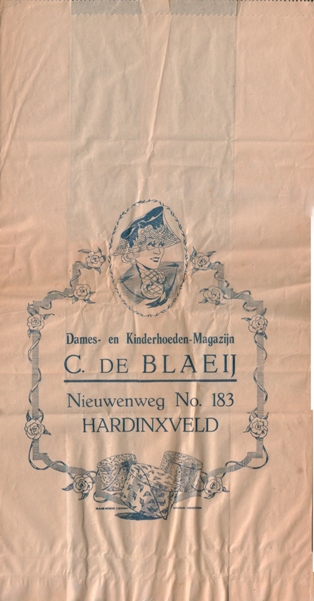 Dames- en Kinderhoeden-Magazijn
C. DE BLAEIJ
Nieuwenweg No. 183
HARDINXVELD